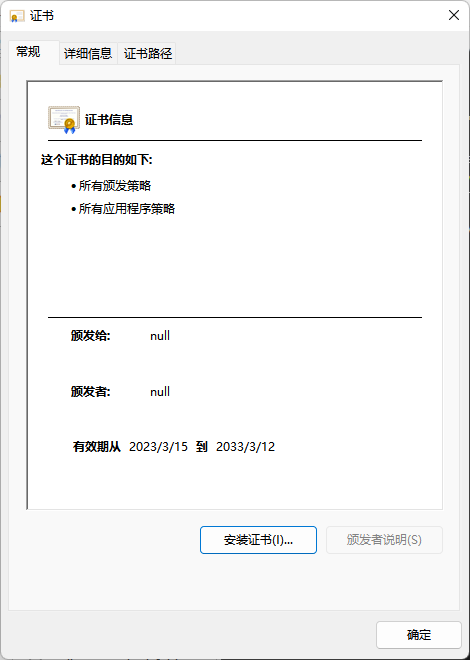 证书
常规 详细信息 证书路径
证书信息
这个证书的目的如下:
• 所有颁发策略
• 所有应用程序策略
颁发给: null
颁发者: null
有效期从 2023/3/15 到 2033/3/12
安装证书(I)... 颁发者说明(S)
确定